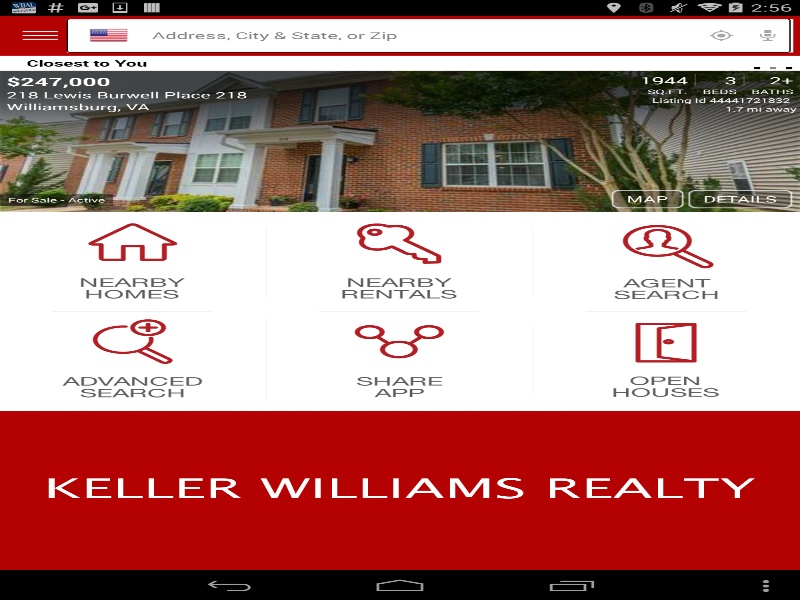 WBAL
# G+ 2:56
Address, City & State, or Zip
Closest to You
$247,000
218 Lewis Burwell Place 218
Williamsburg, VA
1944 3 2+
SQ.FT. BEDS BATHS
Listing Id 44441721832
1.7 mi away
For Sale - Active
MAP DETAILS
NEARBY
HOMES
NEARBY
RENTALS
AGENT
SEARCH
ADVANCED
SEARCH
SHARE
APP
OPEN
HOUSES
KELLER WILLIAMS REALTY